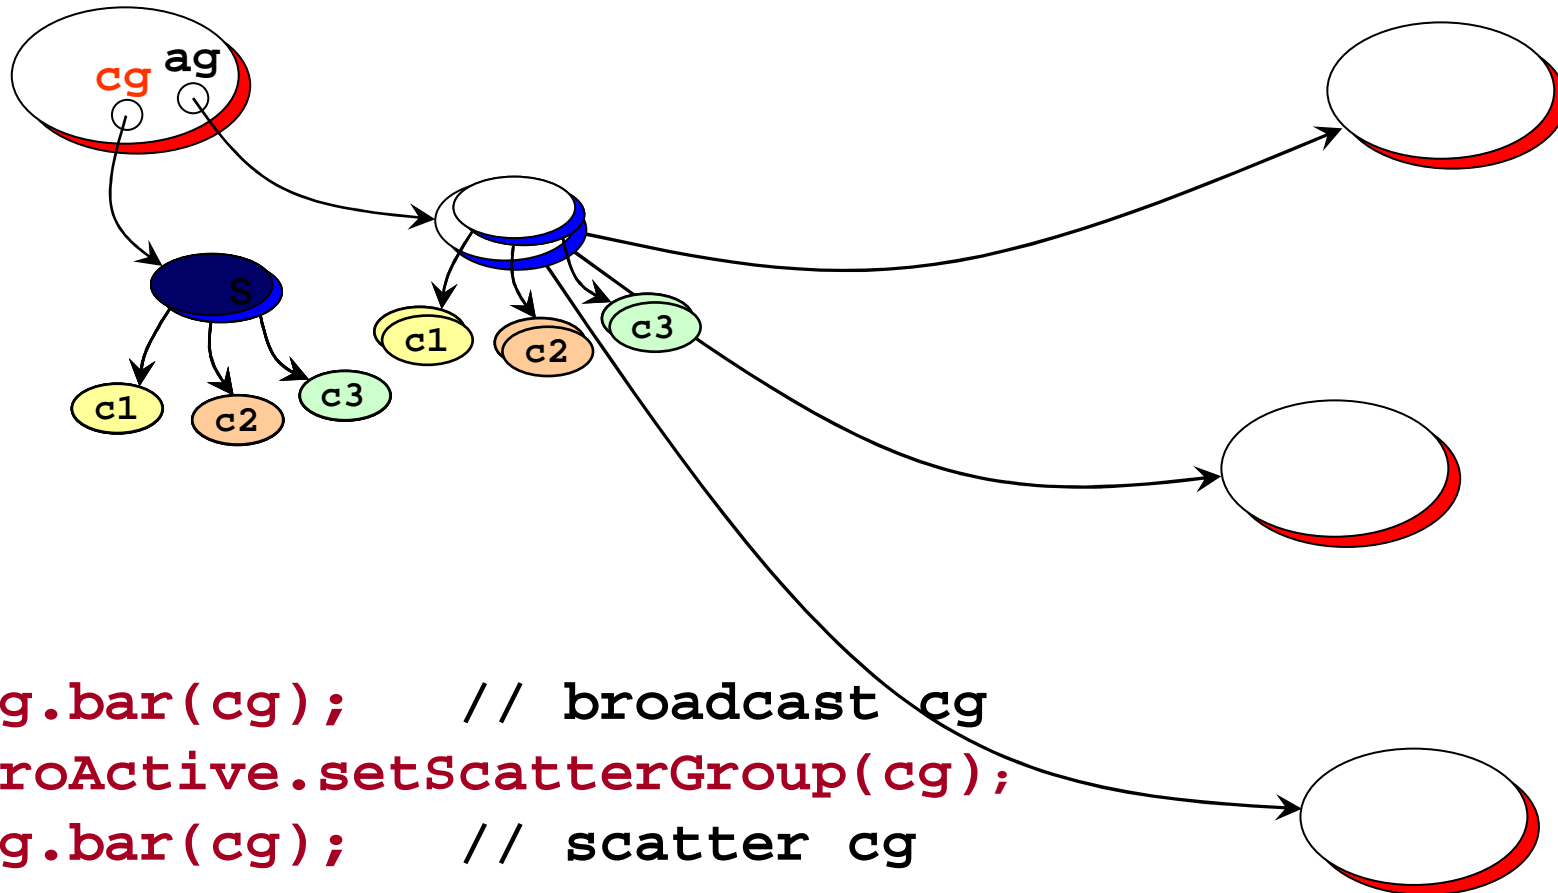 cg ag
s
c1 c2 c3
c1 c2 c3
g.bar(cg); // broadcast cg
roActive.setScatterGroup(cg);
g.bar(cg); // scatter cg